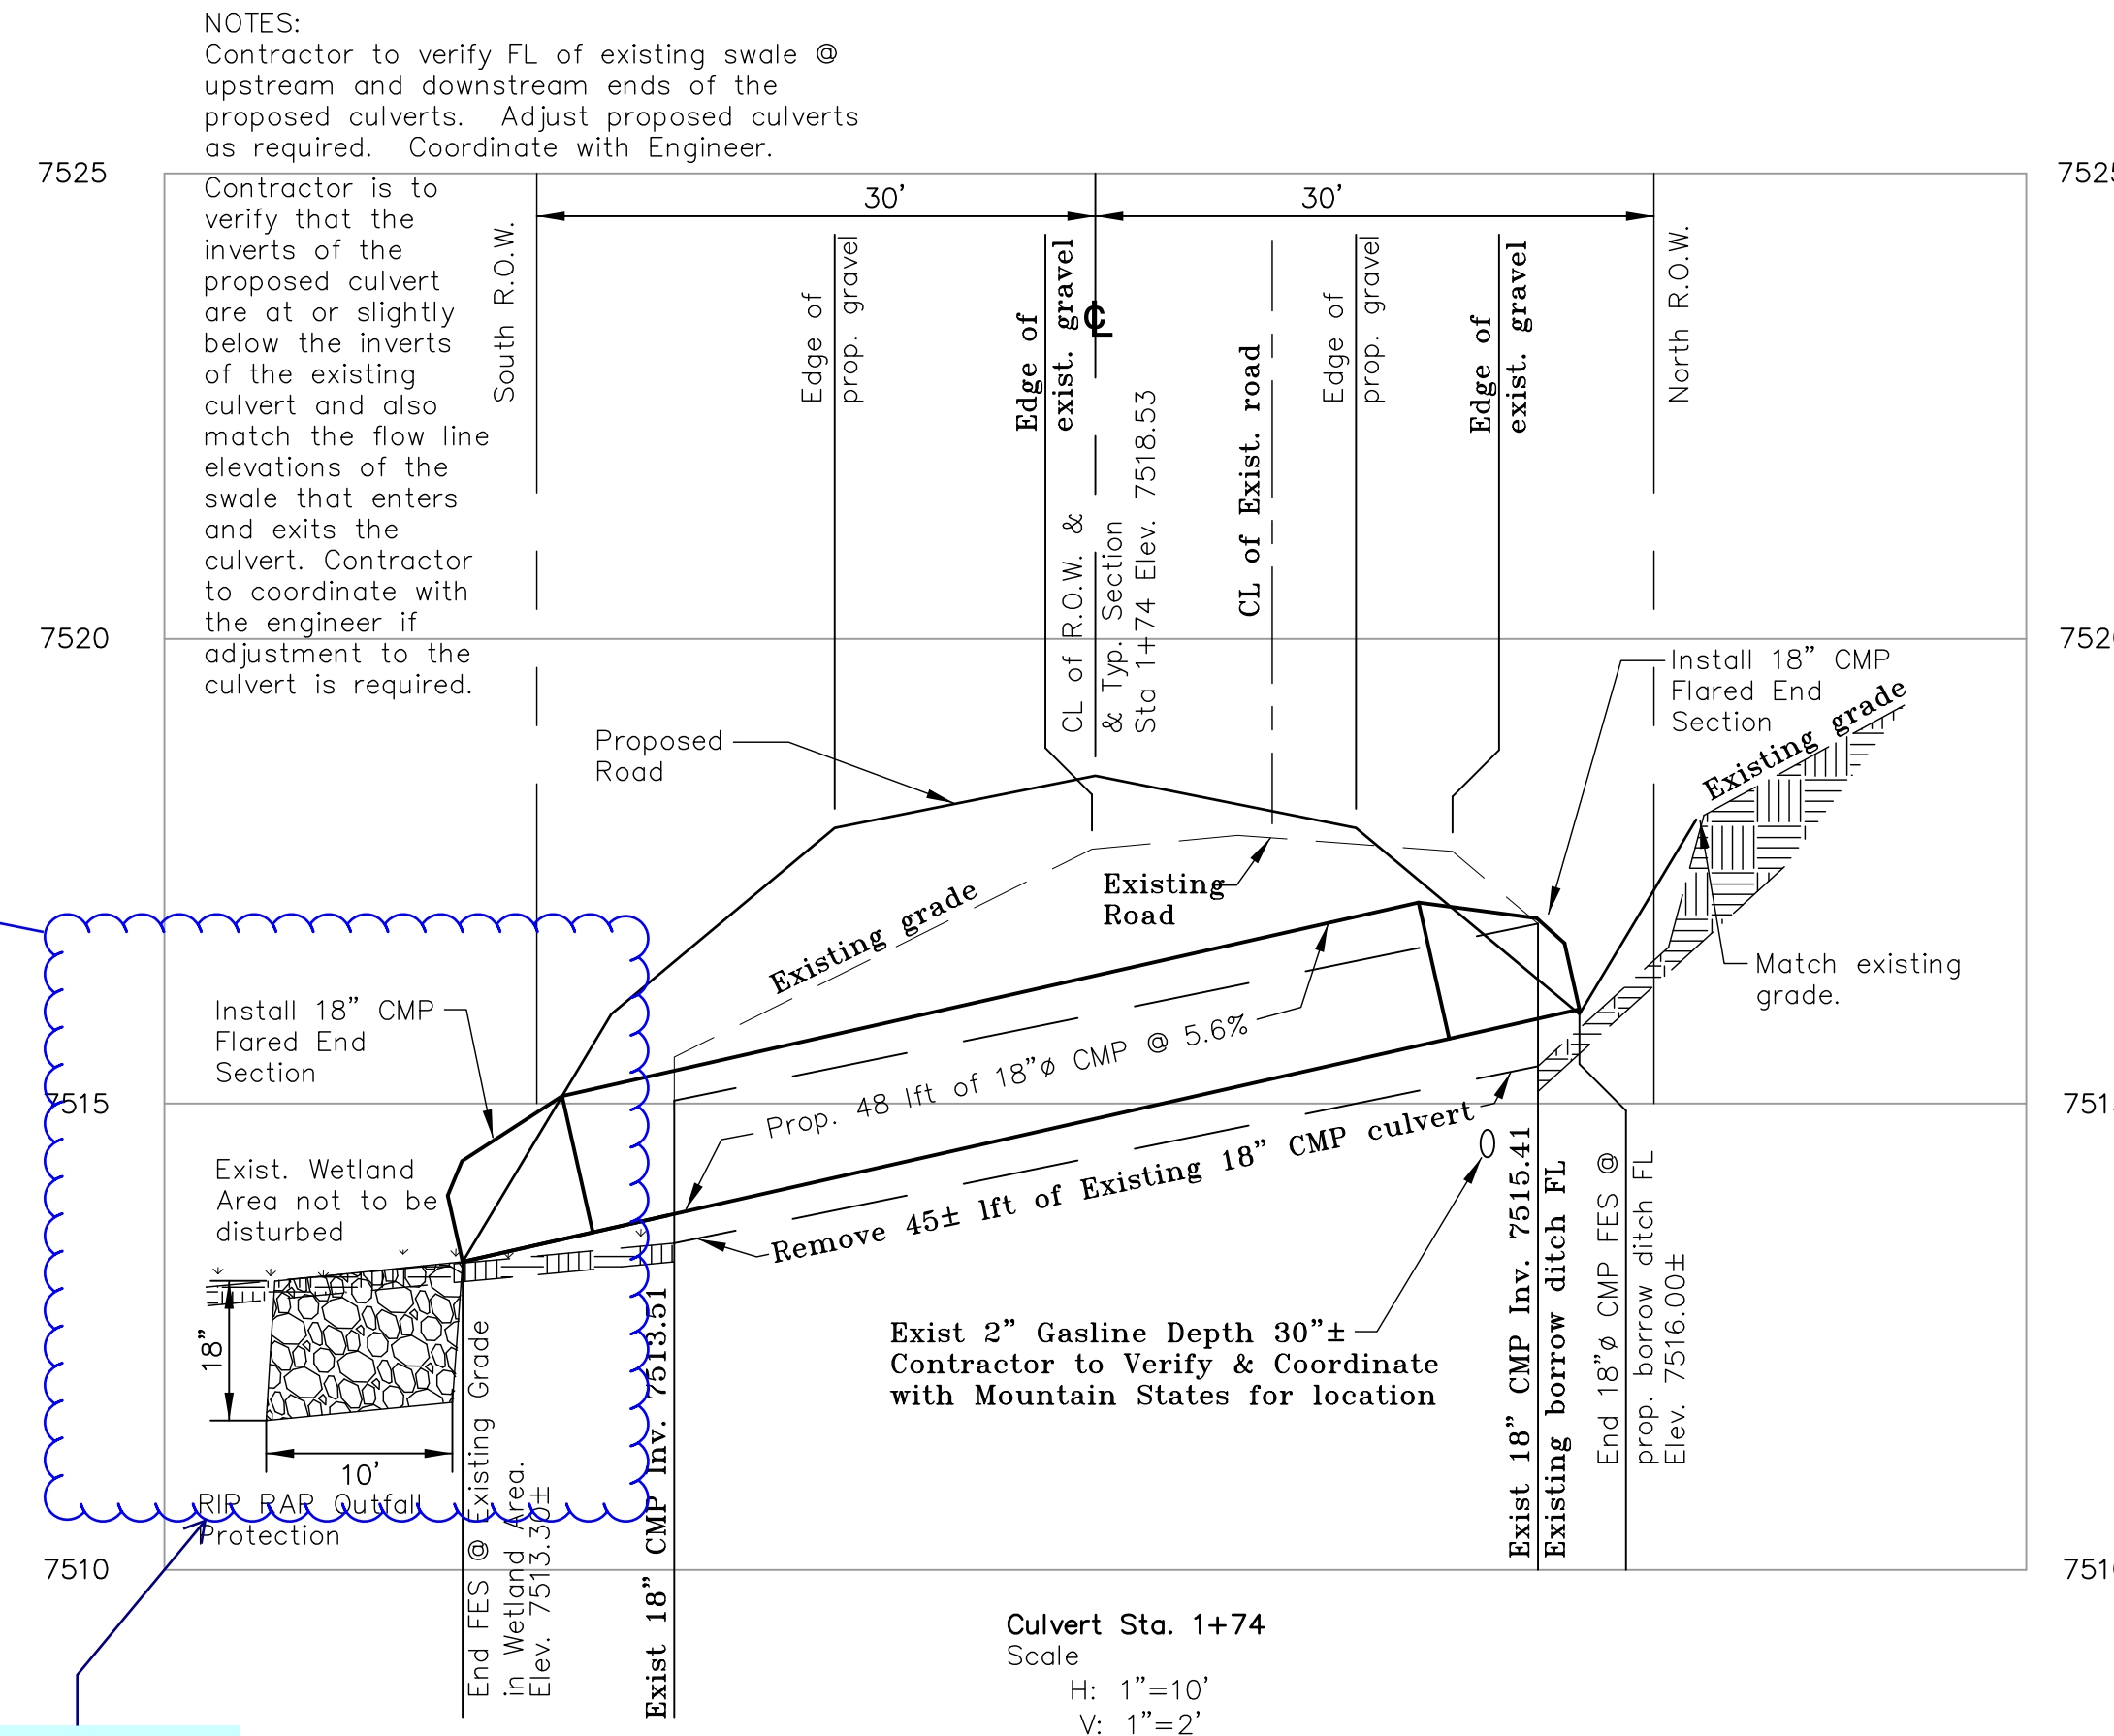 NOTES:
Contractor to verify FL of existing swale @
upstream and downstream ends of the
proposed culverts. Adjust proposed culverts
as required. Coordinate with Engineer.
7525
7525
Contractor is to
verify that the
inverts of the
proposed culvert
are at or slightly
below the inverts
of the existing
culvert and also
match the flow line
elevations of the
swale that enters
and exits the
culvert. Contractor
to coordinate with
the engineer if
adjustment to the
culvert is required.
30'
30'
South R.O.W.
Edge of
prop. gravel
Edge of
exist. gravel
CL
CL of R.O.W. &
& Typ. Section
Sta 1+74 Elev. 7518.53
CL of Exist. road
Edge of
prop. gravel
Edge of
exist. gravel
North R.O.W.
7520
Install 18" CMP
Flared End
Section
Existing grade
Proposed
Road
Existing grade
Existing
Road
Match existing
grade.
Install 18" CMP
Flared End
Section
Prop. 48 lft of 18"ø CMP @ 5.6%
7515
Remove 45± lft of Existing 18" CMP culvert
Exist. Wetland
Area not to be
disturbed
18"
10'
RIP RAP Outfall
Protection
End FES @ Existing Grade
in Wetland Area.
Elev. 7513.30±
Exist 18" CMP Inv. 7513.51
Exist 2" Gasline Depth 30"±
Contractor to Verify & Coordinate
with Mountain States for location
Exist 18" CMP Inv. 7515.41
Existing borrow ditch FL
End 18"ø CMP FES @
prop. borrow ditch FL
Elev. 7516.00±
7510
Culvert Sta. 1+74
Scale
H: 1"=10'
V: 1"=2'